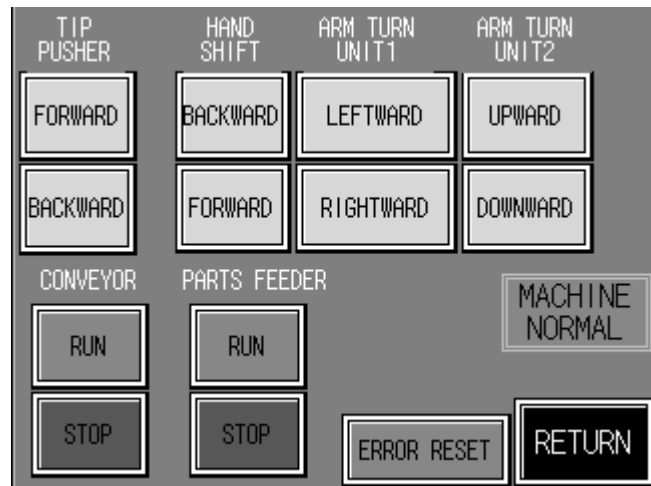 TIP PUSHER
HAND SHIFT
ARM TURN UNIT1
ARM TURN UNIT2
FORWARD
BACKWARD
LEFTWARD
UPWARD
BACKWARD
FORWARD
RIGHTWARD
DOWNWARD
CONVEYOR
PARTS FEEDER
MACHINE
NORMAL
RUN
RUN
STOP
STOP
ERROR RESET
RETURN